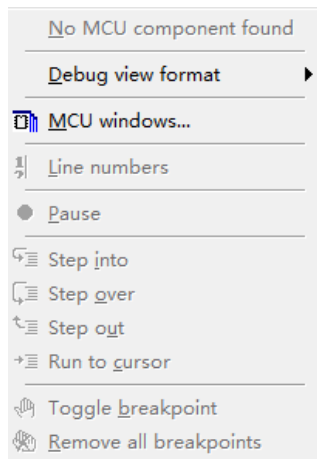 No MCU component found
Debug view format
MCU windows...
Line numbers
Pause
Step into
Step over
Step out
Run to cursor
Toggle breakpoint
Remove all breakpoints